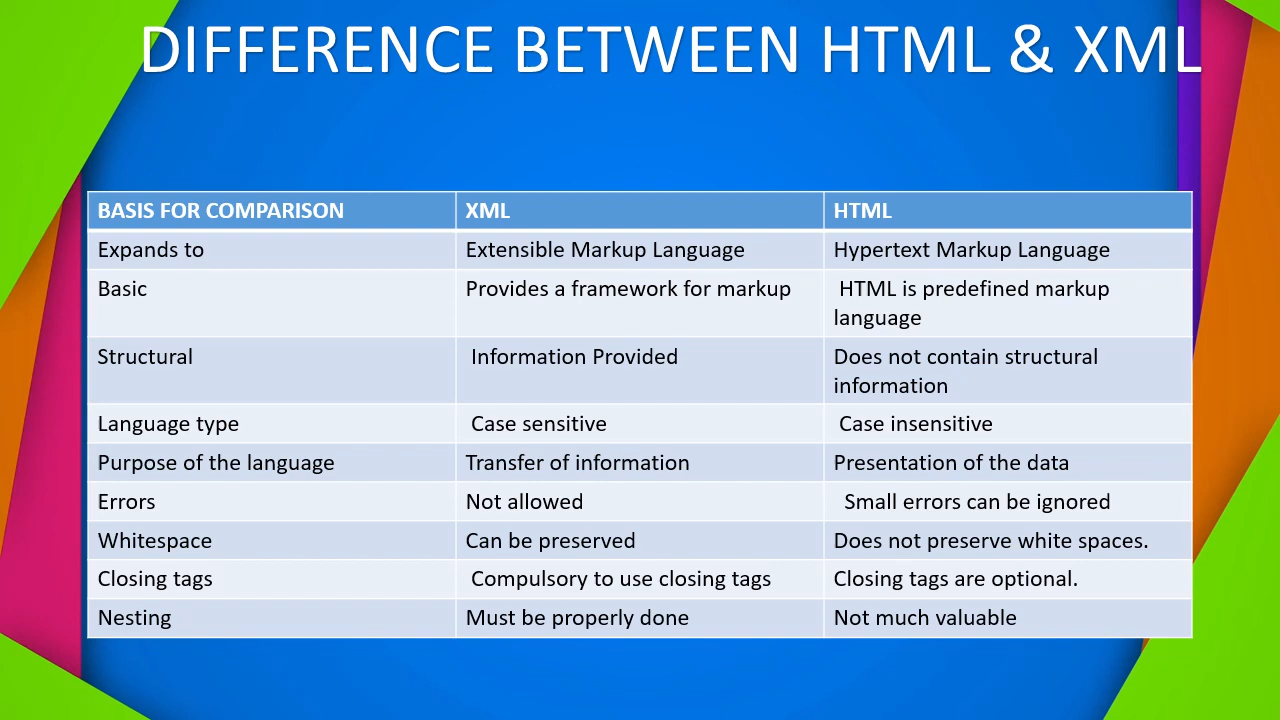 DIFFERENCE BETWEEN HTML & XML
BASIS FOR COMPARISON XML HTML
Expands to Extensible Markup Language Hypertext Markup Language
Basic Provides a framework for markup HTML is predefined markup
language
Structural Information Provided Does not contain structural
information
Language type Case sensitive Case insensitive
Purpose of the language Transfer of information Presentation of the data
Errors Not allowed Small errors can be ignored
Whitespace Can be preserved Does not preserve white spaces.
Closing tags Compulsory to use closing tags Closing tags are optional.
Nesting Must be properly done Not much valuable